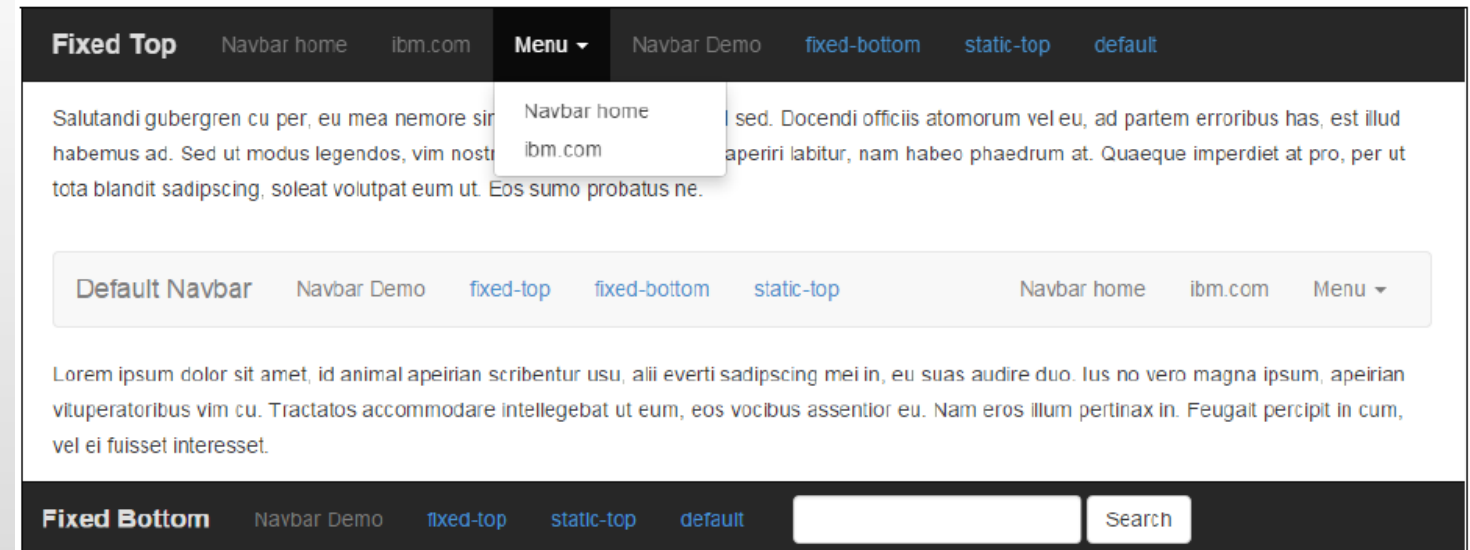 Fixed Top Navbar home ibm.com Menu Navbar Demo fixed-bottom static-top default
Navbar home
ibm.com
Salutandi gubergren cu per, eu mea nemore sed. Docendi officiis atomorum vel eu, ad partem erroribus has, est illud
habemus ad. Sed ut modus legendos, vim aperiri labitur, nam habeo phaedrum at. Quaeque imperdiet at pro, per ut
tota blandit sadipscing, soleat volutpat eum ut. Eos sumo probatus ne.
Default Navbar Navbar Demo fixed-top fixed-bottom static-top Navbar home ibm.com Menu
Lorem ipsum dolor sit amet, id animal apeirian scribentur usu, alii everti sadipscing mei in, eu suas audire duo. Ius no vero magna ipsum, apeirian
vituperatoribus vim cu. Tractatos accommodare intellegebat ut eum, eos vocibus assentior eu. Nam eros illum pertinax in. Feugait percipit in cum,
vel ei fuisset interesset.
Fixed Bottom Navbar Demo fixed-top static-top default Search